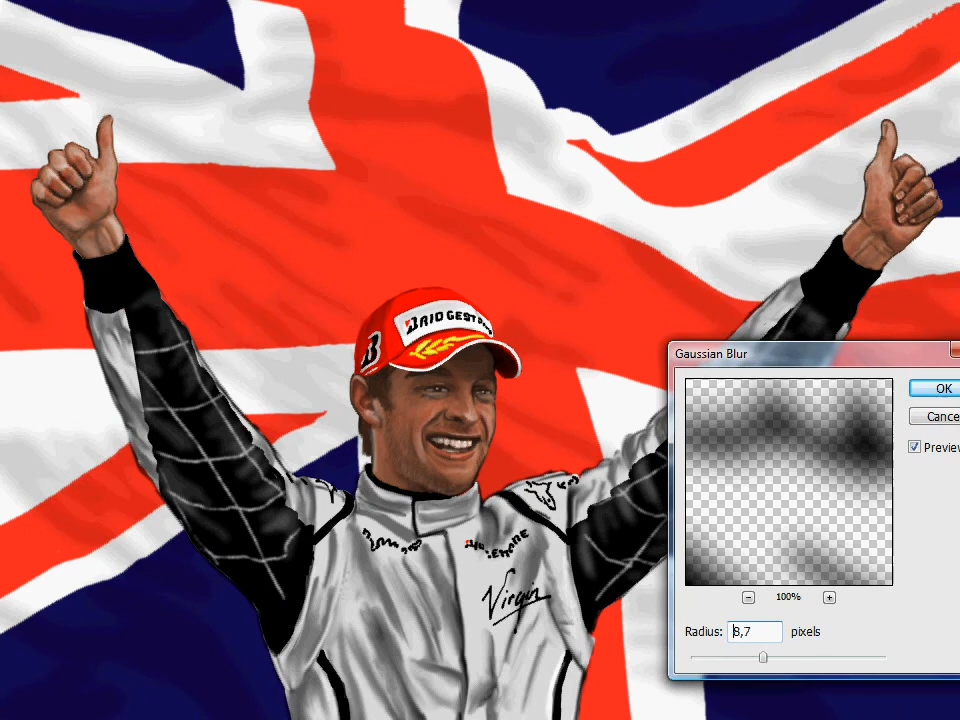 BRIDGESTONE
B
Gaussian Blur
OK
Cance
Preview
100%
Virgin
Radius: 8,7 pixels